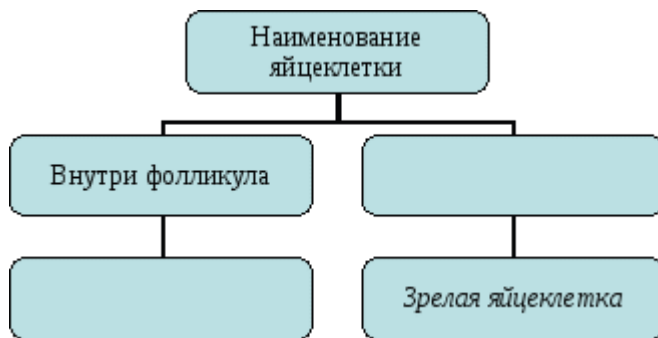 Наименование
яйцеклетки
Внутри фолликула
Зрелая яйцеклетка